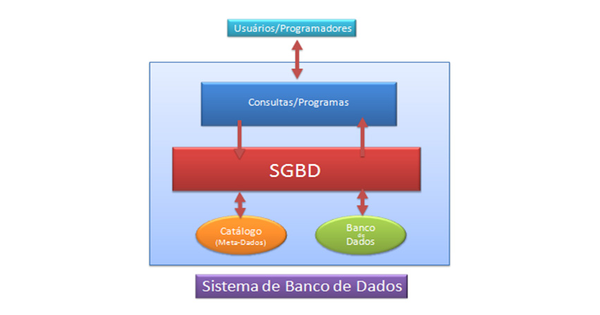 Usuários/Programadores
Consultas/Programas
SGBD
Catálogo
(Meta-Dados)
Banco
de
Dados
Sistema de Banco de Dados